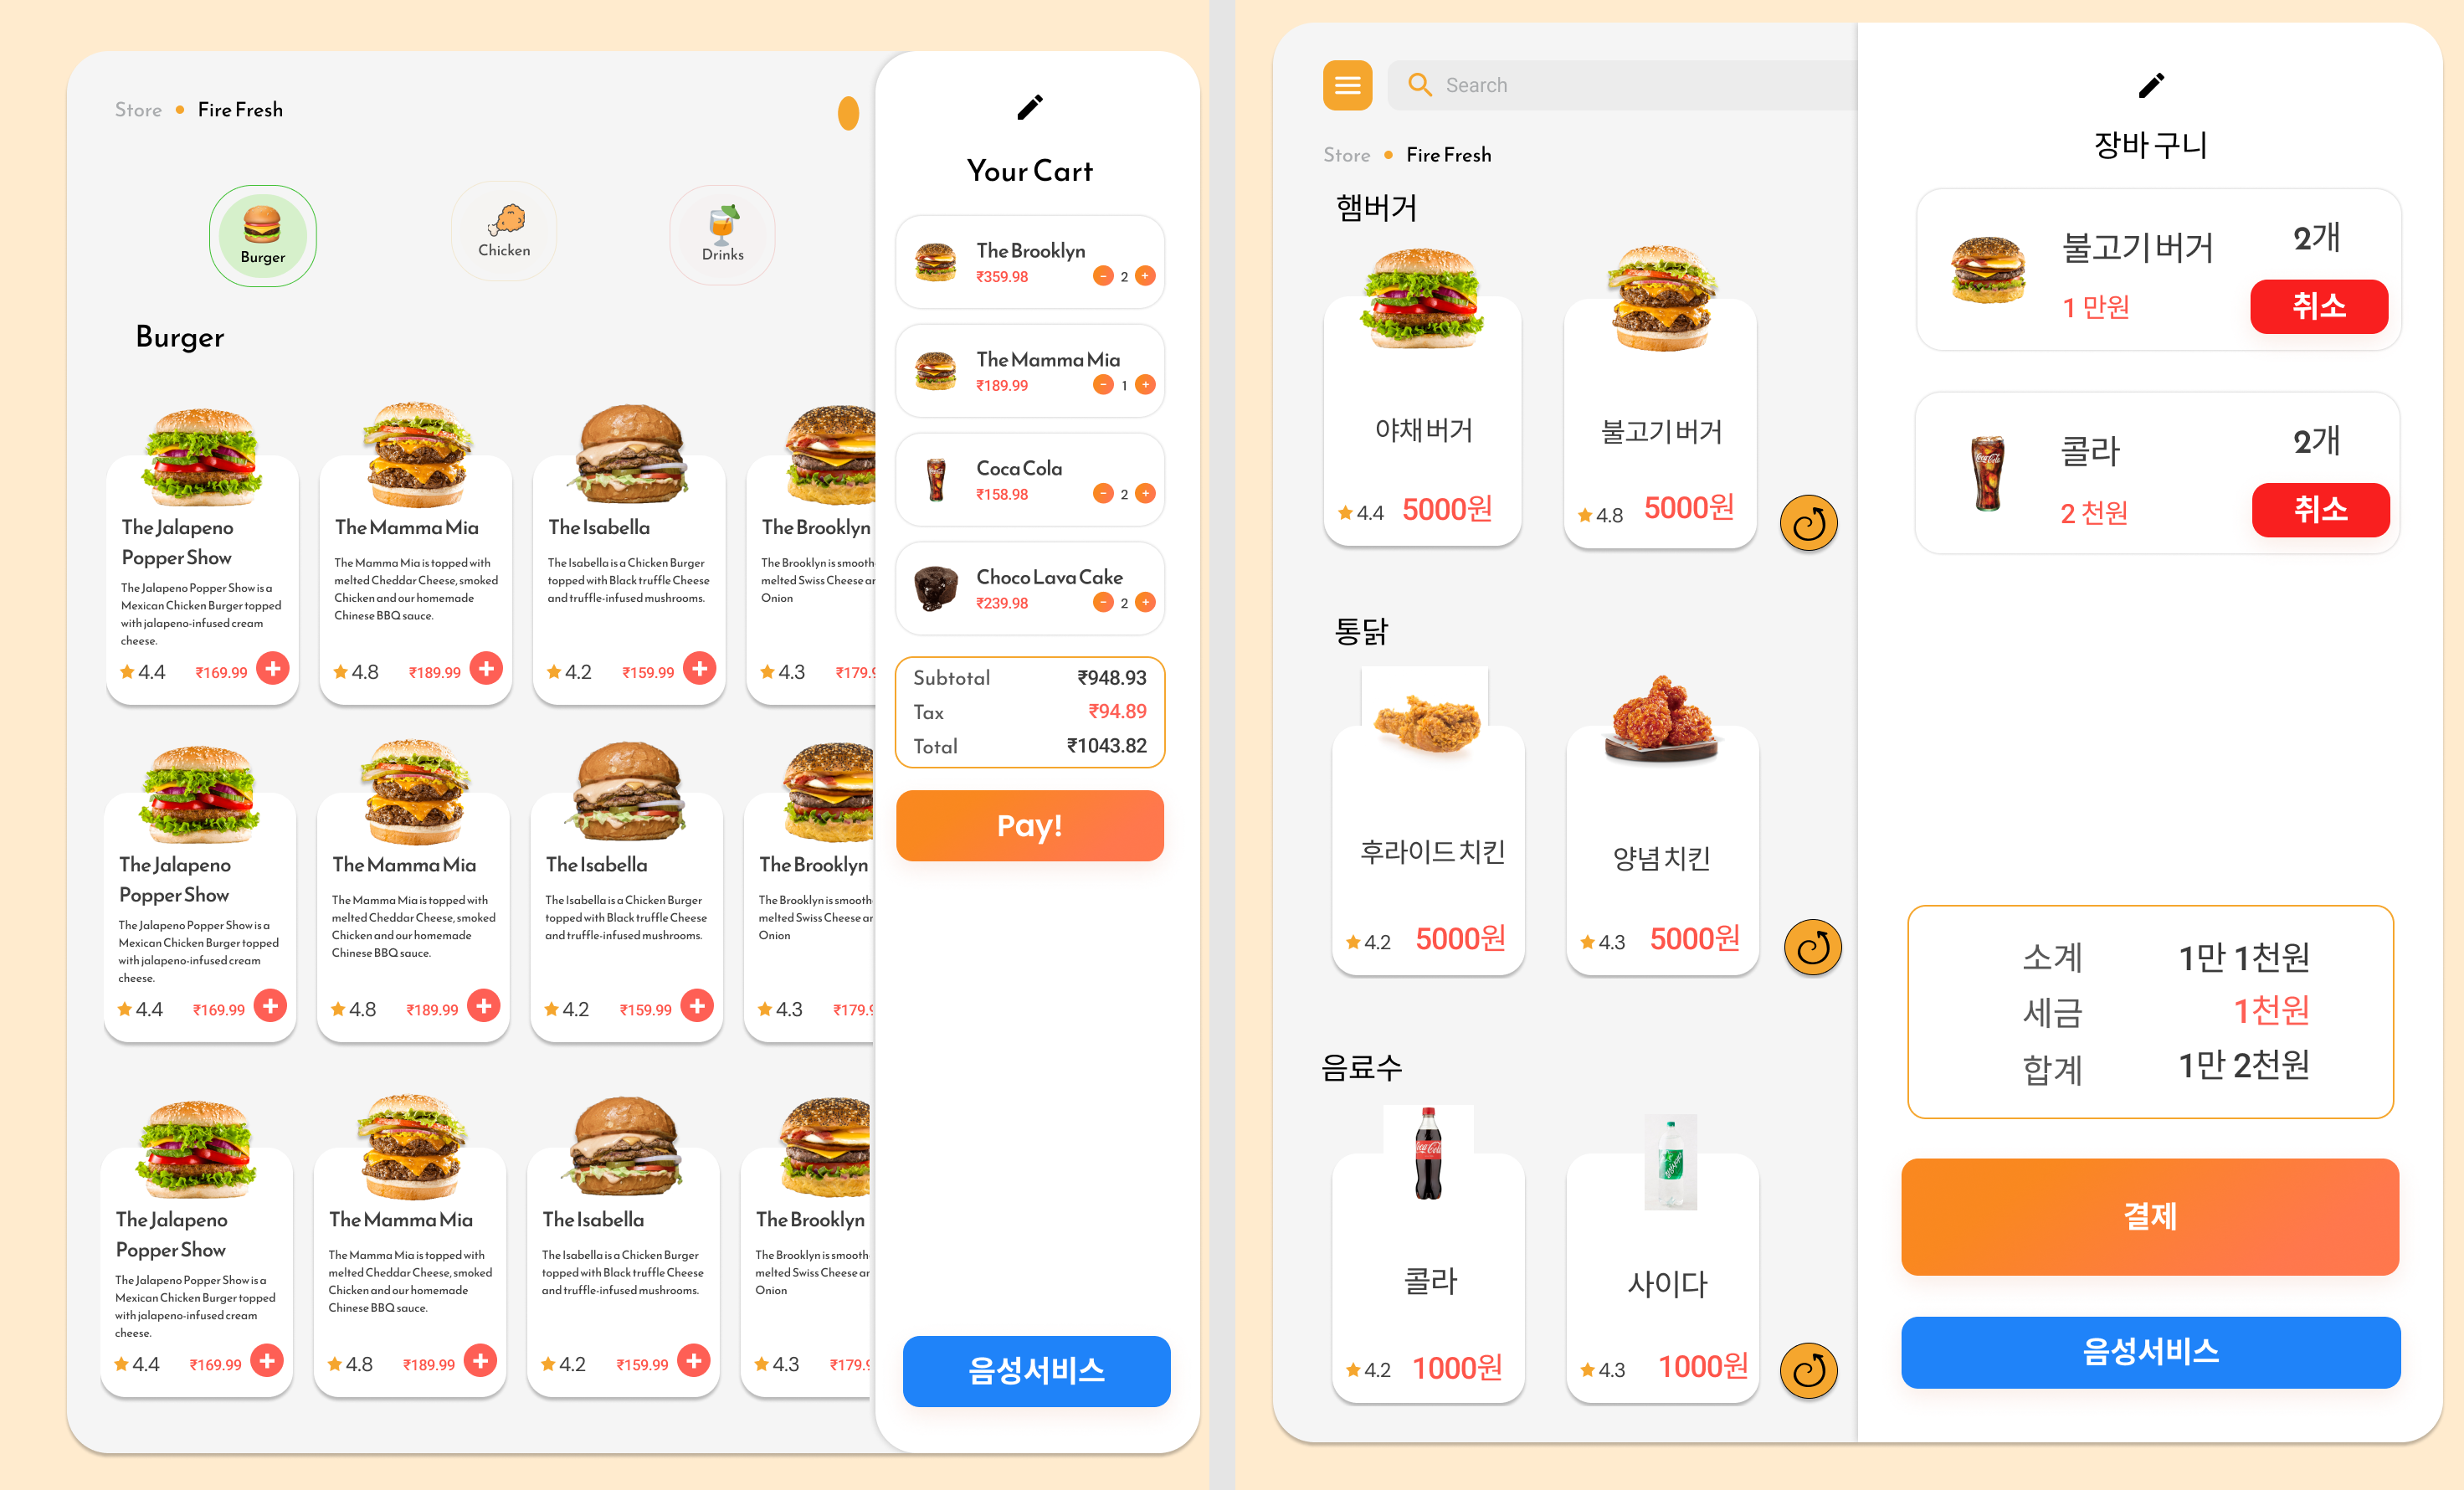 Store • Fire Fresh
Burger
Chicken
Drinks
Burger
The Jalapeno
Popper Show
The Jalapeno Popper Show is a
Mexican Chicken Burger topped
with jalapeno-infused cream
cheese.
4.4 ₹169.99
The Mamma Mia
The Mamma Mia is topped with
melted Cheddar Cheese, smoked
Chicken and our homemade
Chinese BBQ sauce.
4.8 ₹189.99
The Isabella
The Isabella is a Chicken Burger
topped with Black truffle Cheese
and truffle-infused mushrooms.
4.2 ₹159.99
The Brooklyn
The Brooklyn is smooth
melted Swiss Cheese
Onion
4.3 ₹179.9
The Jalapeno
Popper Show
The Jalapeno Popper Show is a
Mexican Chicken Burger topped
with jalapeno-infused cream
cheese.
4.4 ₹169.99
The Mamma Mia
The Mamma Mia is topped with
melted Cheddar Cheese, smoked
Chicken and our homemade
Chinese BBQ sauce.
4.8 ₹189.99
The Isabella
The Isabella is a Chicken Burger
topped with Black truffle Cheese
and truffle-infused mushrooms.
4.2 ₹159.99
The Brooklyn
The Brooklyn is smooth
melted Swiss Cheese
Onion
4.3 ₹179.9
The Jalapeno
Popper Show
The Jalapeno Popper Show is a
Mexican Chicken Burger topped
with jalapeno-infused cream
cheese.
4.4 ₹169.99
The Mamma Mia
The Mamma Mia is topped with
melted Cheddar Cheese, smoked
Chicken and our homemade
Chinese BBQ sauce.
4.8 ₹189.99
The Isabella
The Isabella is a Chicken Burger
topped with Black truffle Cheese
and truffle-infused mushrooms.
4.2 ₹159.99
The Brooklyn
The Brooklyn is smooth
melted Swiss Cheese
Onion
4.3 ₹179.9
Your Cart
The Brooklyn
₹359.98 - 2 +
The Mamma Mia
₹189.99 - 1 +
Coca Cola
₹158.98 - 2 +
Choco Lava Cake
₹239.98 - 2 +
Subtotal ₹948.93
Tax ₹94.89
Total ₹1043.82
Pay!
음성서비스
Search
Store • Fire Fresh
햄버거
야채버거
4.4 5000원
불고기버거
4.8 5000원
통닭
후라이드 치킨
4.2 5000원
양념치킨
4.3 5000원
음료수
Coca-Cola
콜라
4.2 1000원
사이다
4.3 1000원
장바 구니
불고기버거 2개
1 만원 취소
콜라 2개
2 천원 취소
소계 1만 1천원
세금 1천원
합계 1만 2천원
결제
음성서비스